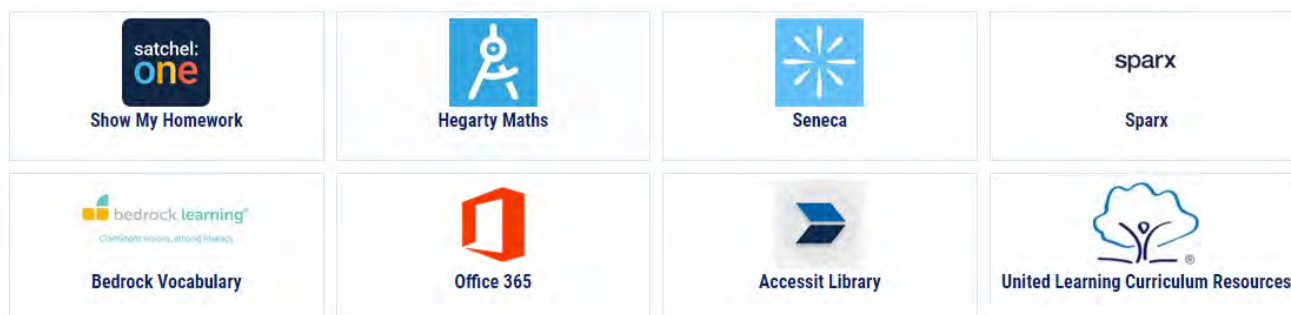 satchel:
one
Show My Homework
Hegarty Maths
Seneca
sparx
Sparx
bedrock learning®
Bedrock Vocabulary
Office 365
Accessit Library
®
United Learning Curriculum Resources